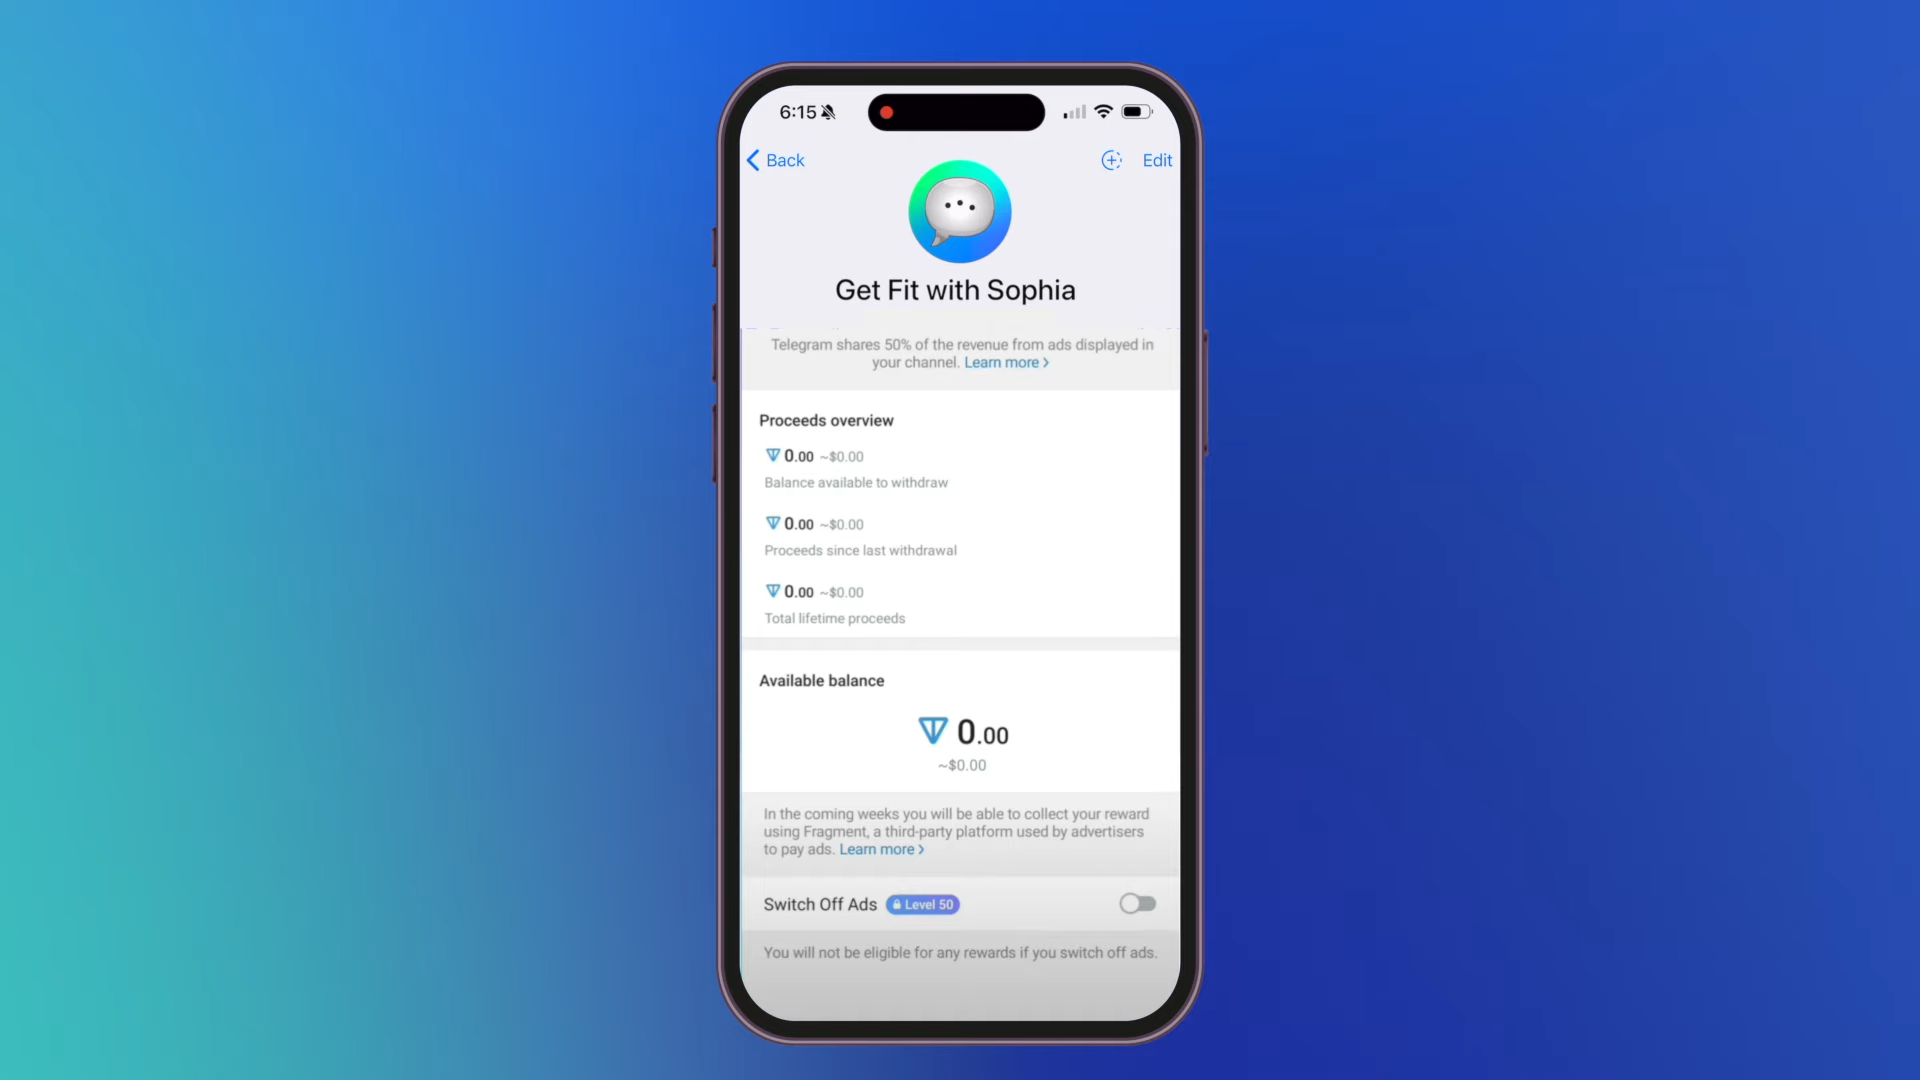 6:15
Back
Edit
Get Fit with Sophia
Telegram shares 50% of the revenue from ads displayed in
your channel. Learn more >
Proceeds overview
0.00 ~$0.00
Balance available to withdraw
0.00 ~$0.00
Proceeds since last withdrawal
0.00 ~$0.00
Total lifetime proceeds
Available balance
0.00
~$0.00
In the coming weeks you will be able to collect your reward
using Fragment, a third-party platform used by advertisers
to pay ads. Learn more >
Switch Off Ads Level 50
You will not be eligible for any rewards if you switch off ads.